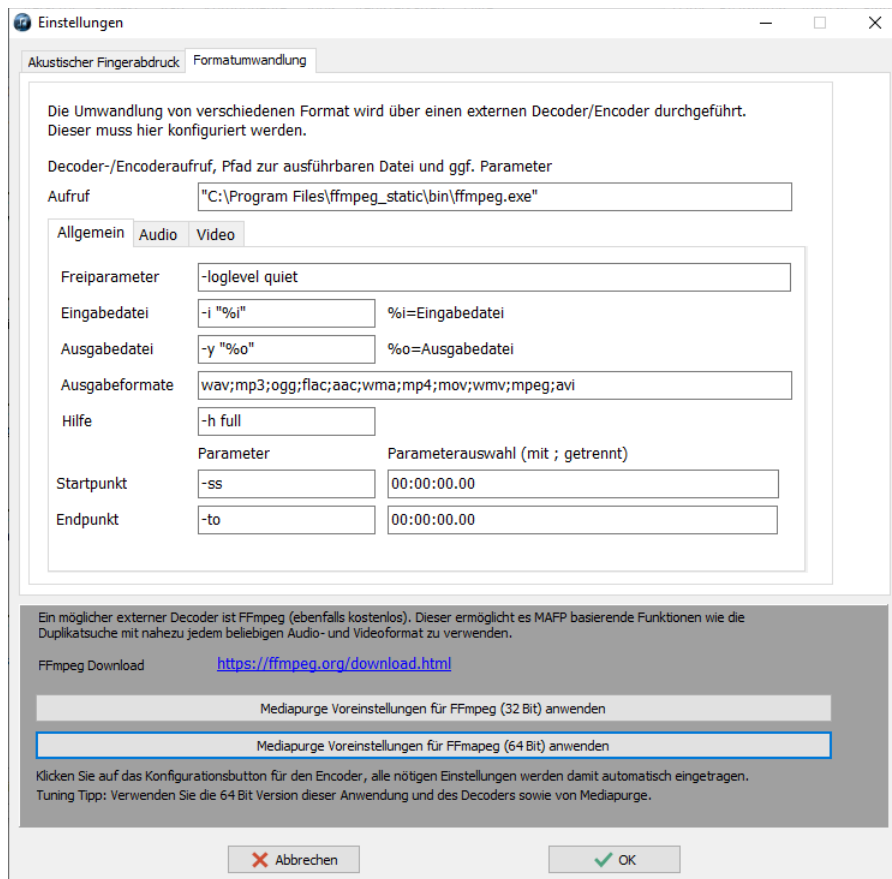 Einstellungen
Akustischer Fingerabdruck Formatumwandlung
Die Umwandlung von verschiedenen Format wird über einen externen Decoder/Encoder durchgeführt.
Dieser muss hier konfiguriert werden.
Decoder-/Encoderaufruf, Pfad zur ausführbaren Datei und ggf. Parameter
Aufruf "C:\Program Files\ffmpeg_static\bin\ffmpeg.exe"
Allgemein Audio Video
Freiparameter -loglevel quiet
Eingabedatei -i "%i" %i=Eingabedatei
Ausgabedatei -y "%o" %o=Ausgabedatei
Ausgabeformate wav;mp3;ogg;flac;aac;wma;mp4;mov;wmv;mpeg;avi
Hilfe -h full
Parameter Parameterauswahl (mit ; getrennt)
Startpunkt -ss 00:00:00.00
Endpunkt -to 00:00:00.00
Ein möglicher externer Decoder ist FFmpeg (ebenfalls kostenlos). Dieser ermöglicht es MAFP basierende Funktionen wie die
Duplikatsuche mit nahezu jedem beliebigen Audio- und Videoformat zu verwenden.
FFmpeg Download https://ffmpeg.org/download.html
Mediapurge Voreinstellungen für FFmpeg (32 Bit) anwenden
Mediapurge Voreinstellungen für FFmapeg (64 Bit) anwenden
Klicken Sie auf das Konfigurationsbutton für den Encoder, alle nötigen Einstellungen werden damit automatisch eingetragen.
Tuning Tipp: Verwenden Sie die 64 Bit Version dieser Anwendung und des Decoders sowie von Mediapurge.
Abbrechen OK